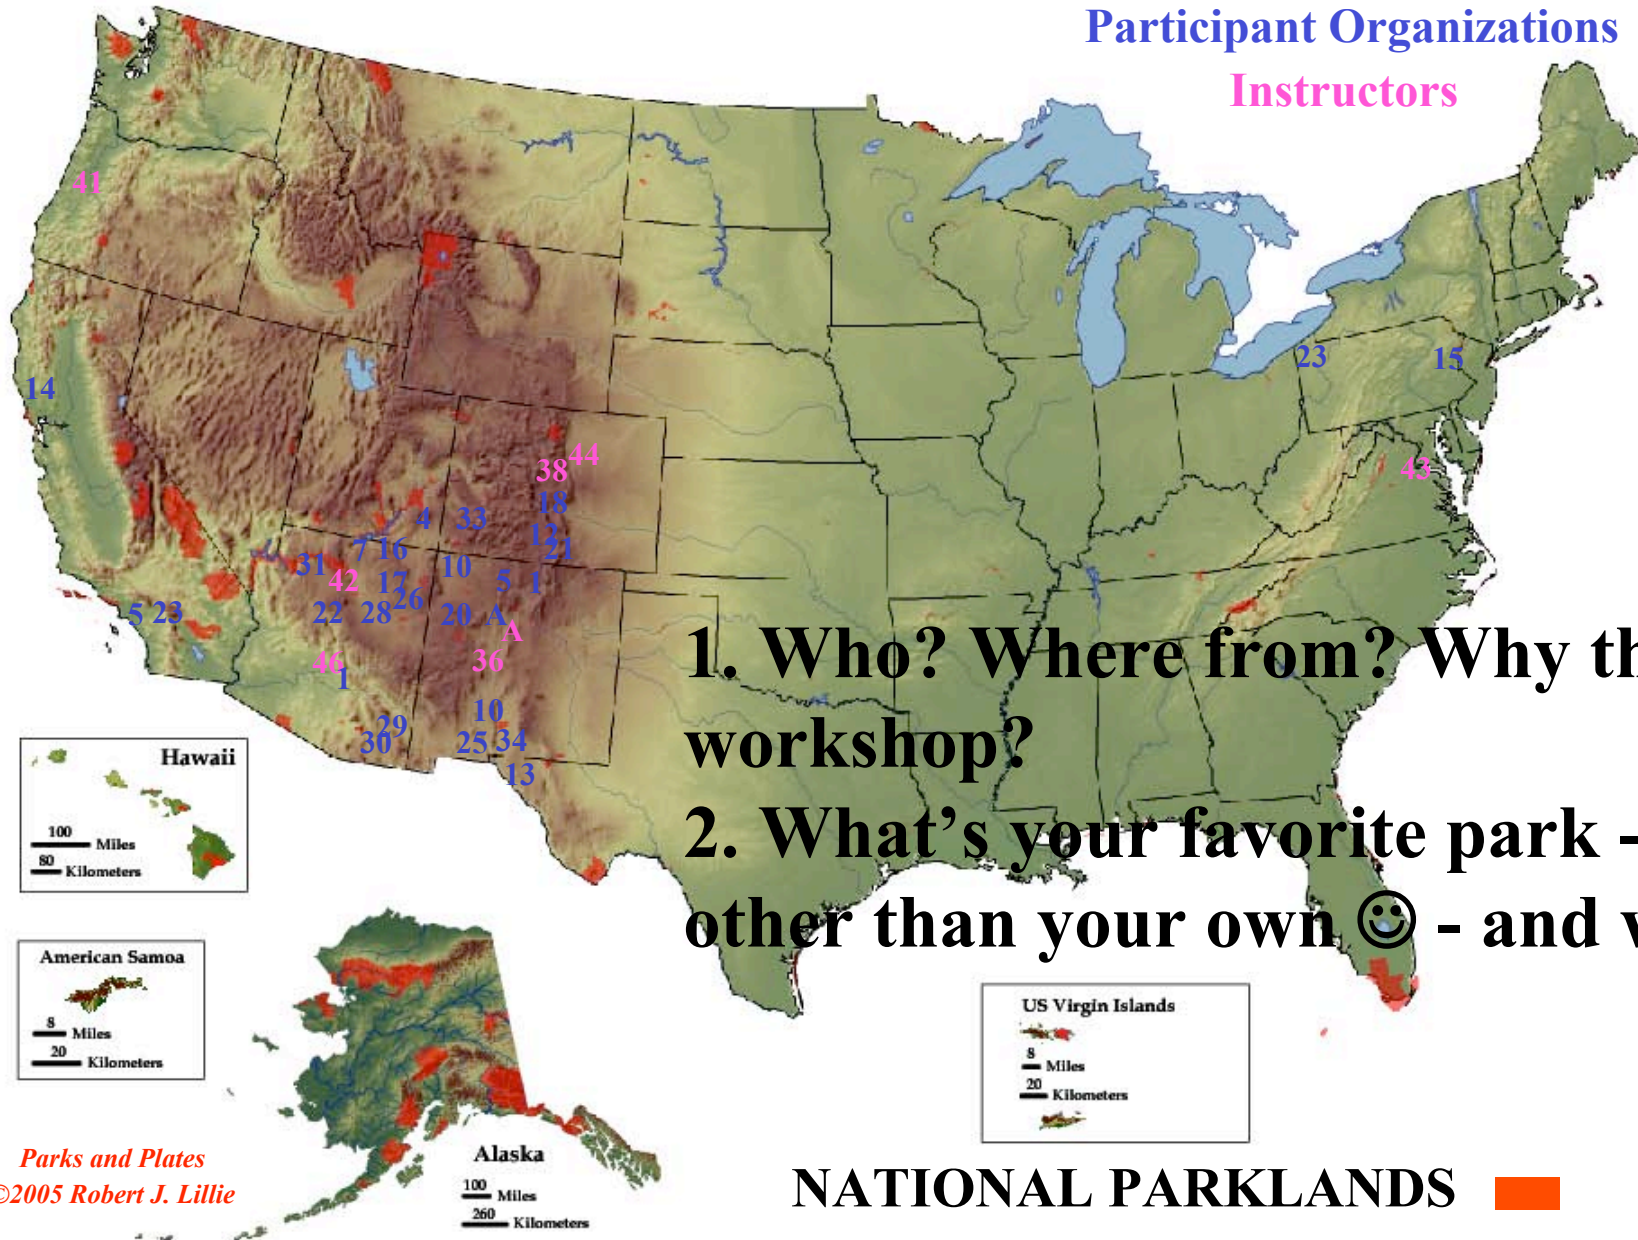 Participant Organizations
Instructors
41
14
23
15
43
44
38
18
4
33
12
21
7
16
31
42
17
10
5
1
26
5
23
22
28
20
A
A
46
1
36
10
29
30
25
34
13
1. Who? Where from? Why th
workshop?
2. What’s your favorite park -
other than your own ☺ - and w
Hawaii
100
Miles
80
Kilometers
American Samoa
8
Miles
20
Kilometers
US Virgin Islands
8
Miles
20
Kilometers
Alaska
100
Miles
260
Kilometers
Parks and Plates
©2005 Robert J. Lillie
NATIONAL PARKLANDS